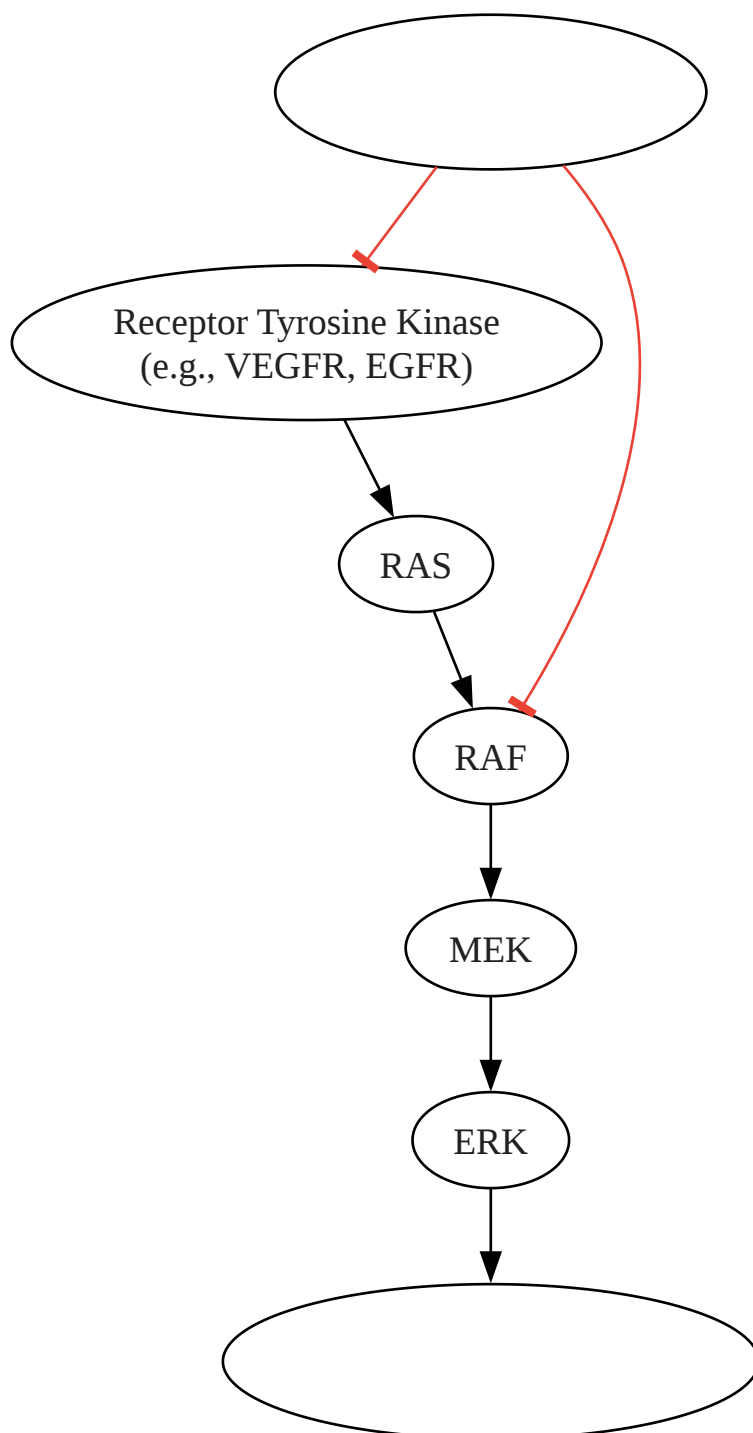 Receptor Tyrosine Kinase
(e.g., VEGFR, EGFR)
RAS
RAF
MEK
ERK